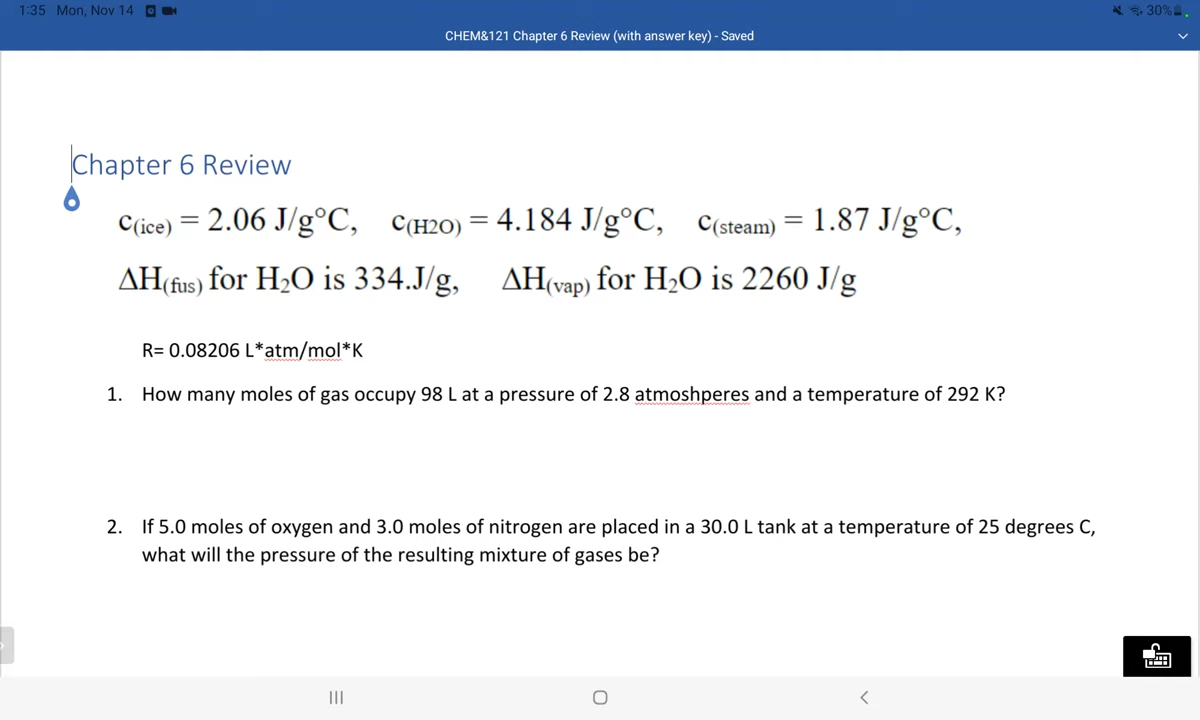 1:35 Mon, Nov 14
30%
CHEM&121 Chapter 6 Review (with answer key) - Saved
Chapter 6 Review
c(ice) = 2.06 J/g°C, c(H2O) = 4.184 J/g°C, c(steam) = 1.87 J/g°C,
ΔH(fus) for H₂O is 334.J/g, ΔH(vap) for H₂O is 2260 J/g
R= 0.08206 L*atm/mol*K
1. How many moles of gas occupy 98 L at a pressure of 2.8 atmoshperes and a temperature of 292 K?
2. If 5.0 moles of oxygen and 3.0 moles of nitrogen are placed in a 30.0 L tank at a temperature of 25 degrees C,
what will the pressure of the resulting mixture of gases be?